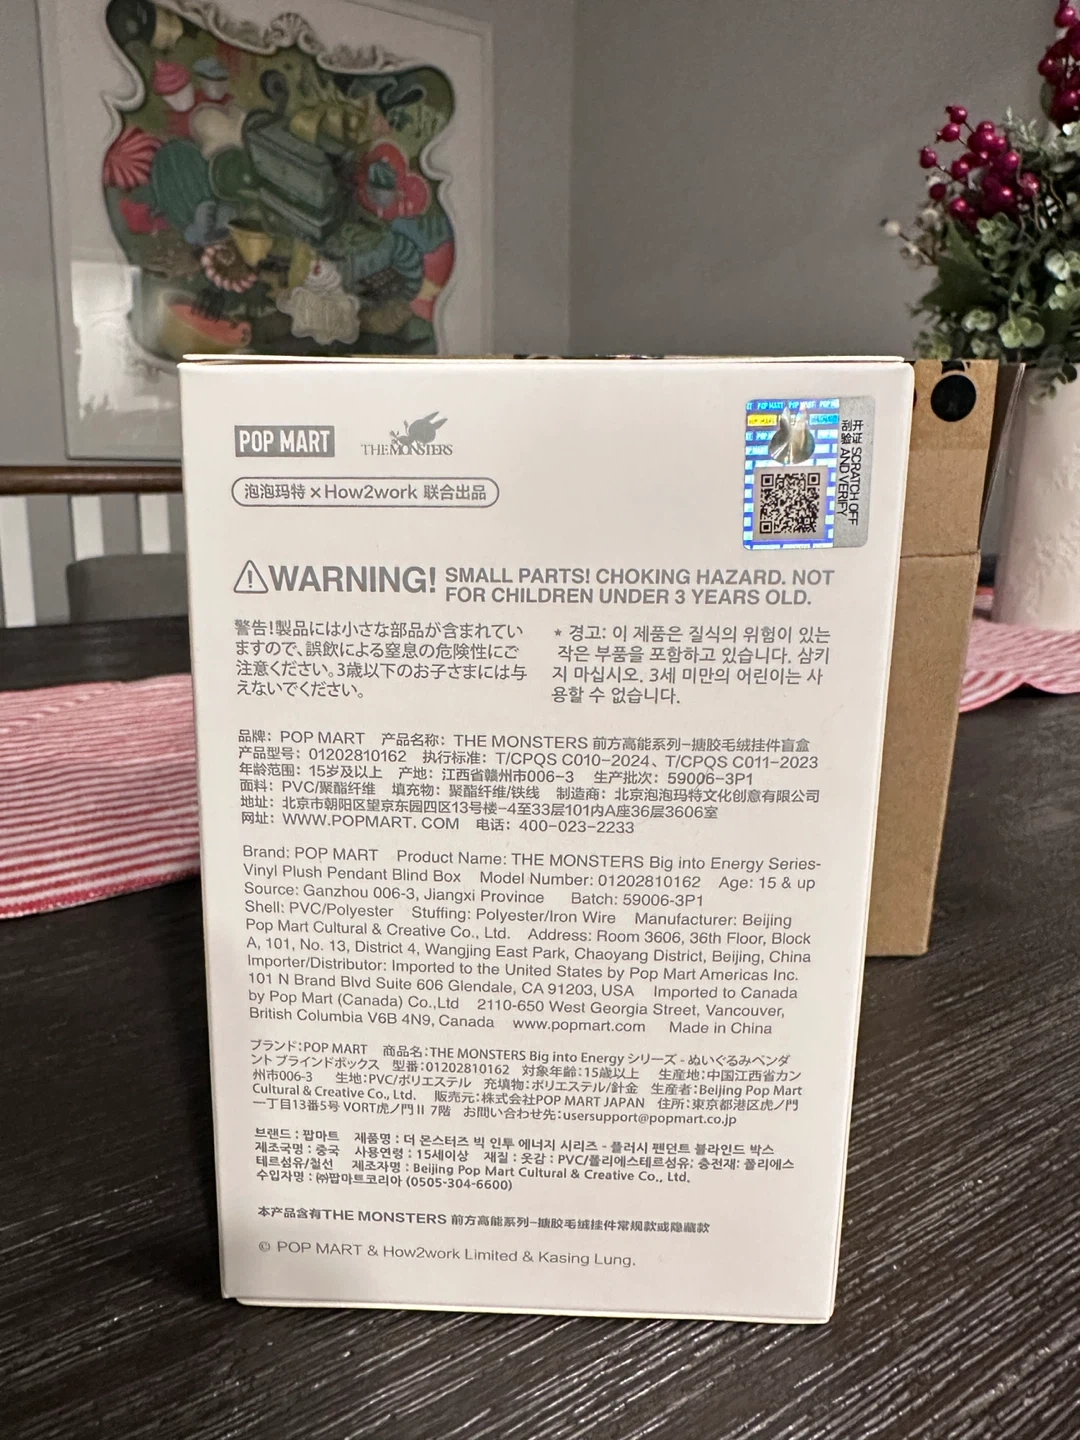 POP MART THE MONSTERS
泡泡玛特×How2work 联合出品
POP MART
开证 SCRATCH OFF
刮验 AND VERIFY
WARNING! SMALL PARTS! CHOKING HAZARD. NOT
FOR CHILDREN UNDER 3 YEARS OLD.
警告!製品には小さな部品が含まれてい
ますので、誤飲による窒息の危険性にご
注意ください。3歳以下のお子さまには与
えないでください。
* 경고: 이 제품은 질식의 위험이 있는
작은 부품을 포함하고 있습니다. 삼키
지 마십시오. 3세 미만의 어린이는 사
용할 수 없습니다.
品牌: POP MART 产品名称: THE MONSTERS 前方高能系列-搪胶毛绒挂件盲盒
产品型号: 01202810162 执行标准: T/CPQS C010-2024、T/CPQS C011-2023
年龄范围: 15岁及以上 产地: 江西省赣州市006-3 生产批次: 59006-3P1
面料: PVC/聚酯纤维 填充物: 聚酯纤维/铁线 制造商: 北京泡泡玛特文化创意有限公司
地址: 北京市朝阳区望京东园四区13号楼-4至33层101内A座36层3606室
网址: WWW.POPMART.COM 电话: 400-023-2233
Brand: POP MART Product Name: THE MONSTERS Big into Energy Series-
Vinyl Plush Pendant Blind Box Model Number: 01202810162 Age: 15 & up
Source: Ganzhou 006-3, Jiangxi Province Batch: 59006-3P1
Shell: PVC/Polyester Stuffing: Polyester/Iron Wire Manufacturer: Beijing
Pop Mart Cultural & Creative Co., Ltd. Address: Room 3606, 36th Floor, Block
A, 101, No. 13, District 4, Wangjing East Park, Chaoyang District, Beijing, China
Importer/Distributor: Imported to the United States by Pop Mart Americas Inc.
101 N Brand Blvd Suite 606 Glendale, CA 91203, USA Imported to Canada
by Pop Mart (Canada) Co.,Ltd 2110-650 West Georgia Street, Vancouver,
British Columbia V6B 4N9, Canada www.popmart.com Made in China
ブランド:POP MART 商品名:THE MONSTERS Big into Energy シリーズ - ぬいぐるみペンダ
ント ブラインドボックス 型番:01202810162 対象年齢:15歳以上 生産地:中国江西省カン
州市006-3 生地:PVC/ポリエステル 充填物:ポリエステル/針金 生産者:Beijing Pop Mart
Cultural & Creative Co., Ltd. 販売元:株式会社POP MART JAPAN 住所:東京都港区虎ノ門
一丁目13番5号 VORT虎ノ門Ⅱ 7階 お問い合わせ先:usersupport@popmart.co.jp
브랜드 : 팝마트 제품명 : 더 몬스터즈 빅 인투 에너지 시리즈 - 플러시 펜던트 블라인드 박스
제조국명 : 중국 사용연령 : 15세이상 재질 : 옷감 : PVC/폴리에스테르섬유; 충전재: 폴리에스
테르섬유/철선 제조자명 : Beijing Pop Mart Cultural & Creative Co., Ltd.
수입자명 : ㈜팝마트코리아 (0505-304-6600)
本产品含有THE MONSTERS 前方高能系列-搪胶毛绒挂件常规款或隐藏款
© POP MART & How2work Limited & Kasing Lung.